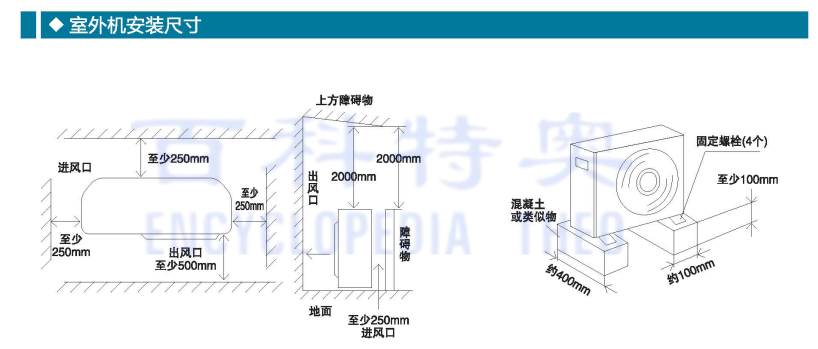 ◆ 室外机安装尺寸
百科特奥
ENCYCLOPEDIA THEO
进风口
至少250mm
至少
250mm
至少
250mm
出风口
至少500mm
上方障碍物
出风口
2000mm
2000mm
障碍物
地面
至少250mm
进风口
固定螺栓(4个)
至少100mm
混凝土
或类似物
约400mm
约100mm